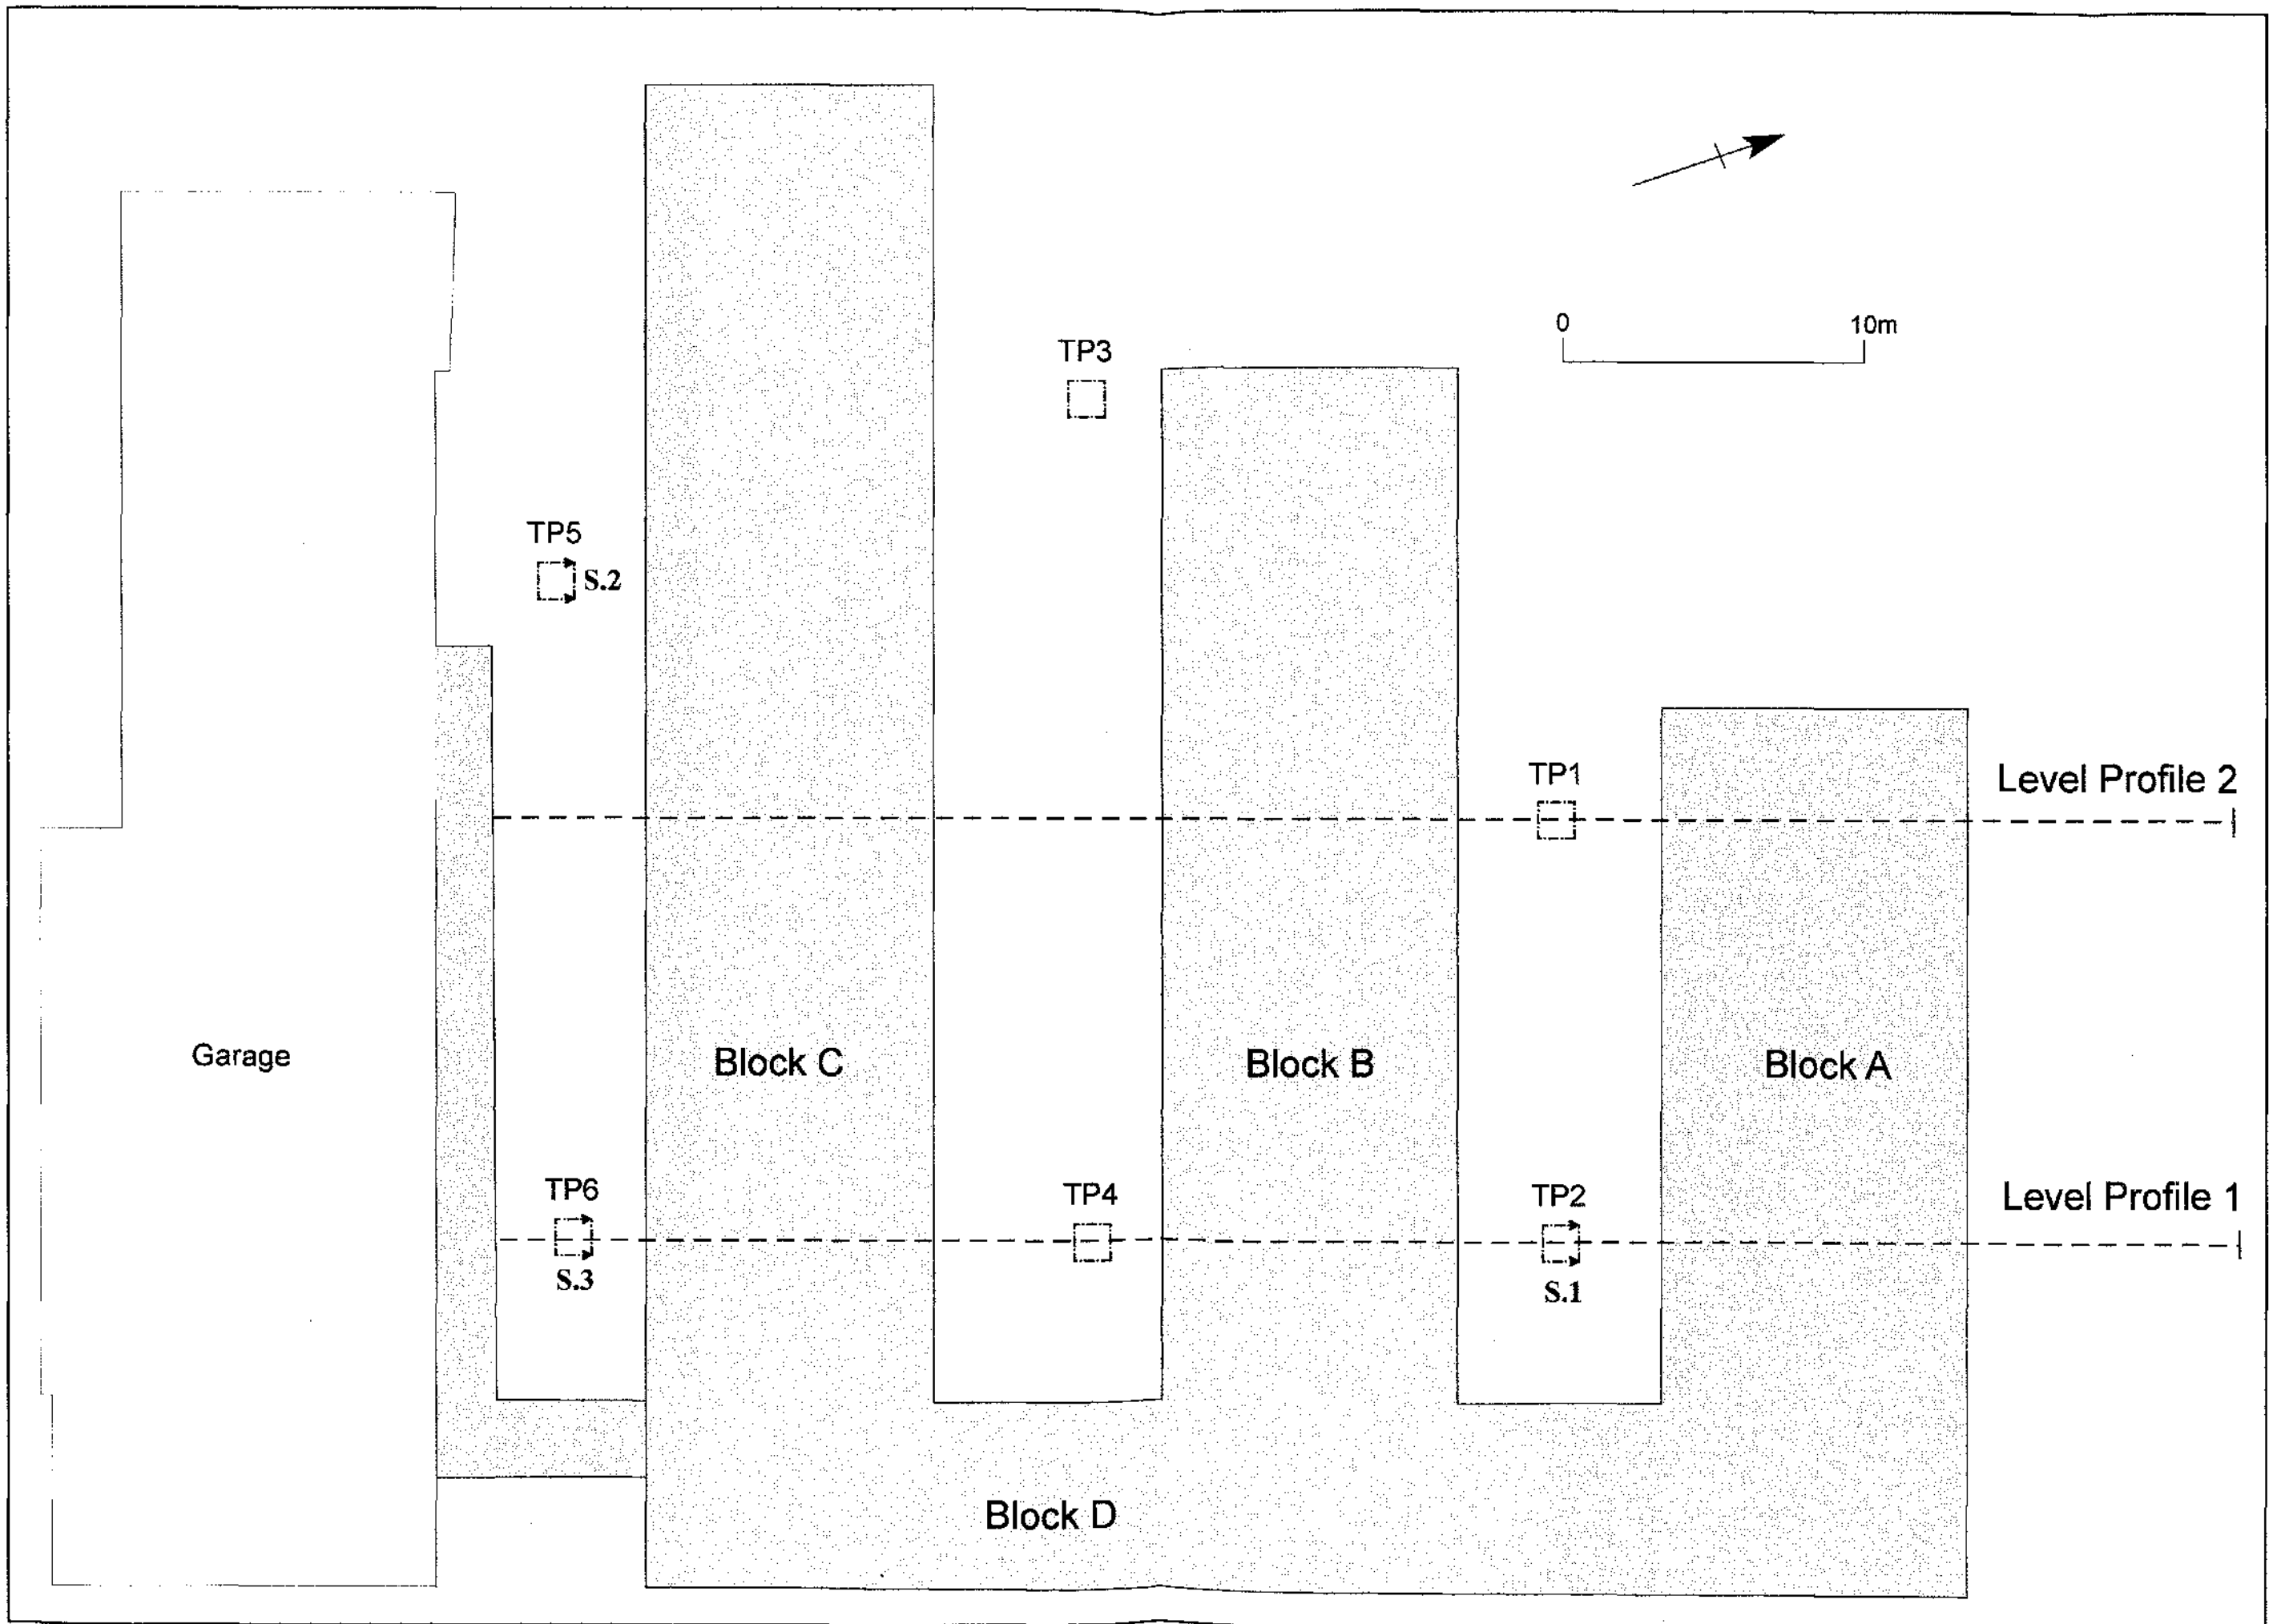 0 10m
TP3
TP5
S.2
TP1
Level Profile 2
Garage
Block C
Block B
Block A
TP6
TP4
TP2
Level Profile 1
S.3
S.1
Block D